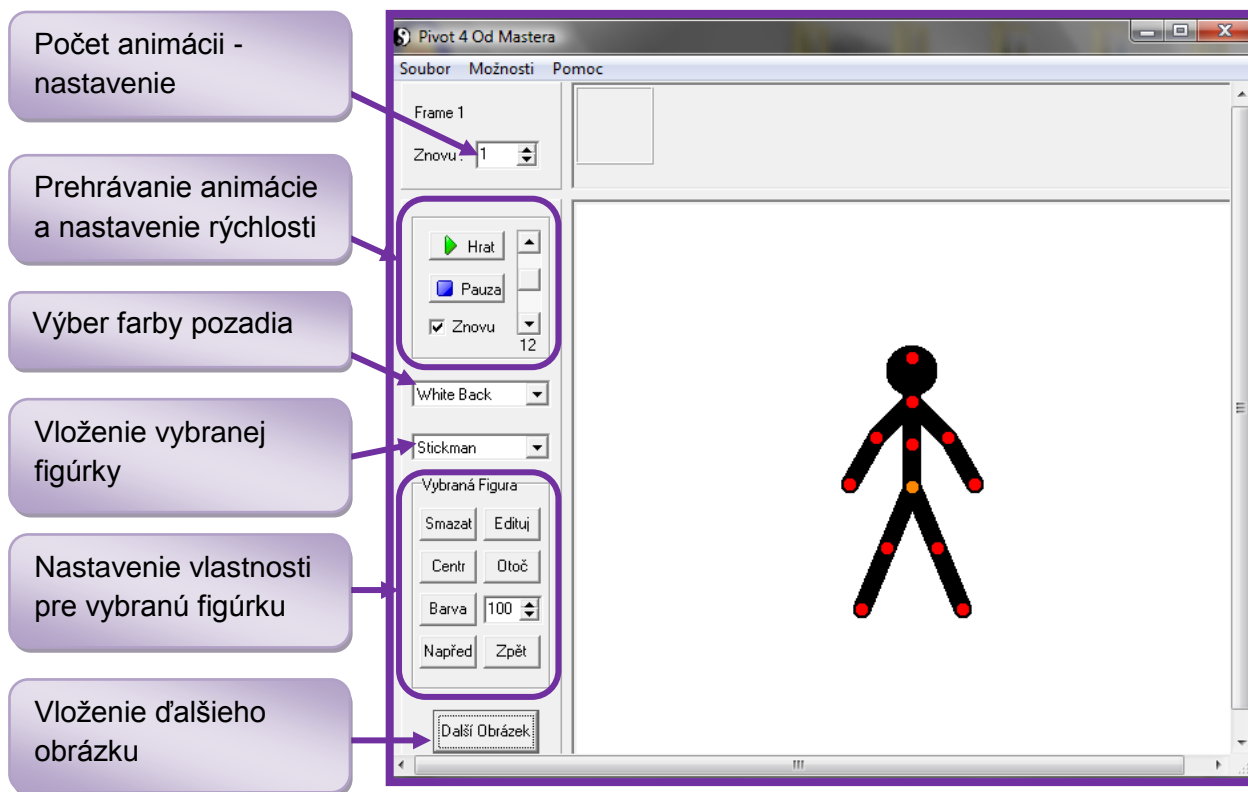 Počet animácii -
nastavenie
Prehrávanie animácie
a nastavenie rýchlosti
Výber farby pozadia
Vloženie vybranej
figúrky
Nastavenie vlastnosti
pre vybranú figúrku
Vloženie ďalšieho
obrázku
Pivot 4 Od Mastera
Soubor Možnosti Pomoc
Frame 1
Znovu : 1
Hrat
Pauza
Znovu
12
White Back
Stickman
Vybraná Figura
Smazat Edituj
Centr Otoč
Barva 100
Napřed Zpět
Další Obrázek